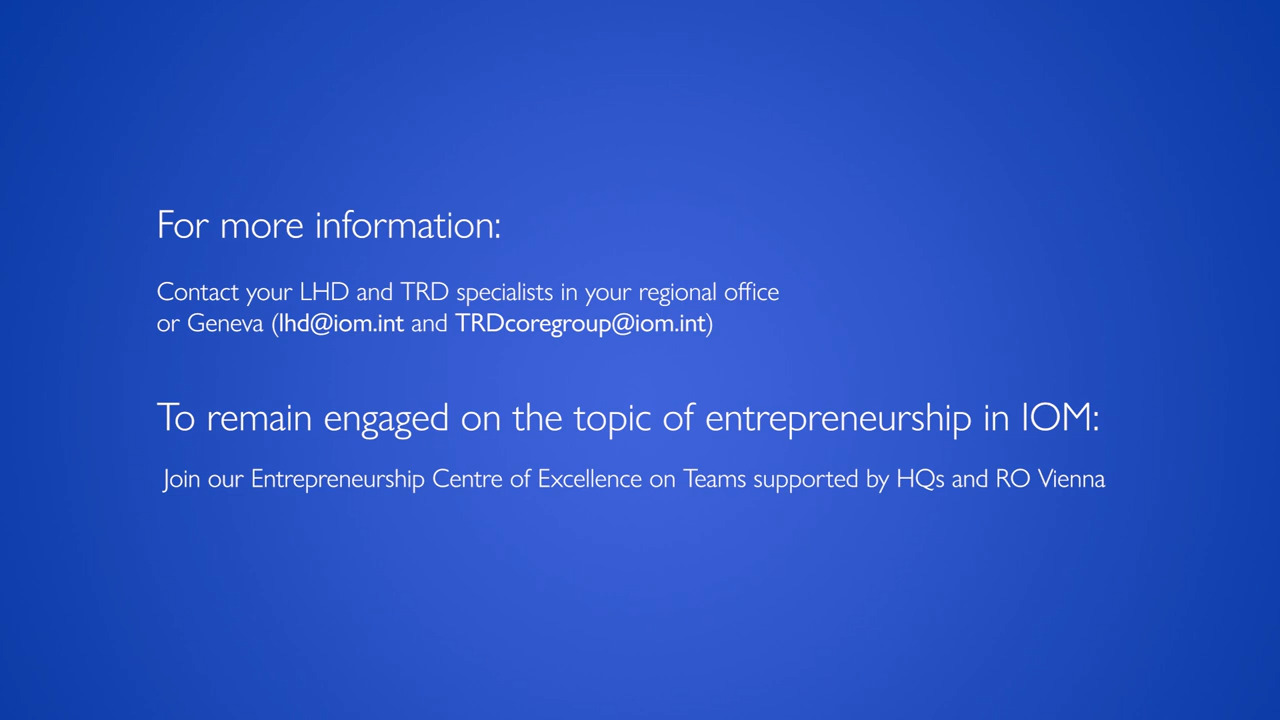 For more information:
Contact your LHD and TRD specialists in your regional office
or Geneva (lhd@iom.int and TRDcoregroup@iom.int)
To remain engaged on the topic of entrepreneurship in IOM:
Join our Entrepreneurship Centre of Excellence on Teams supported by HQs and RO Vienna